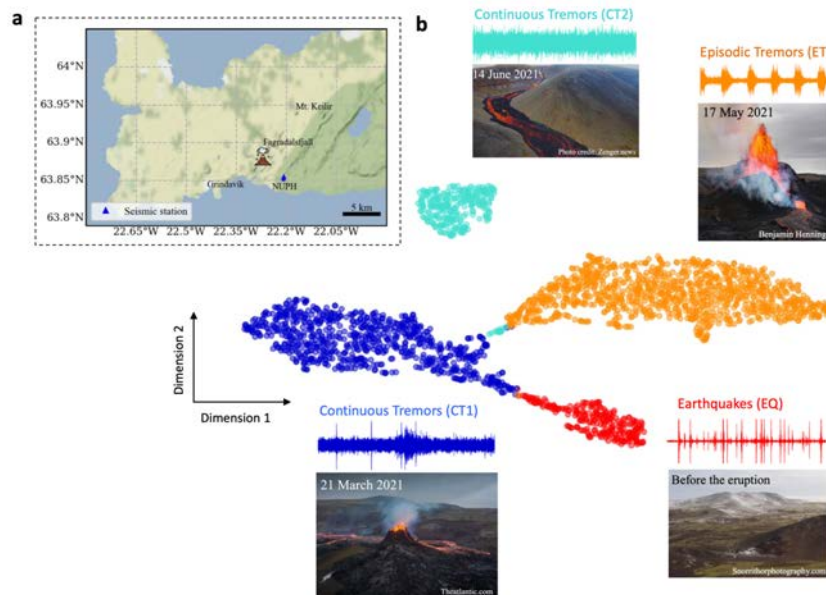 a
64°N
63.95°N
63.9°N
63.85°N
63.8°N
Mt. Keilir
Fagradalsfjall
Grindavik
NUPH
Seismic station
5 km
22.65°W
22.5°W
22.35°W
22.2°W
22.05°W
b
Continuous Tremors (CT2)
14 June 2021
Photo credit: Zenger news
Episodic Tremors (ET
17 May 2021
Benjamin Henning
Dimension 2
Dimension 1
Continuous Tremors (CT1)
21 March 2021
Theatlantic.com
Earthquakes (EQ)
Before the eruption
Snorrithorphotography.com